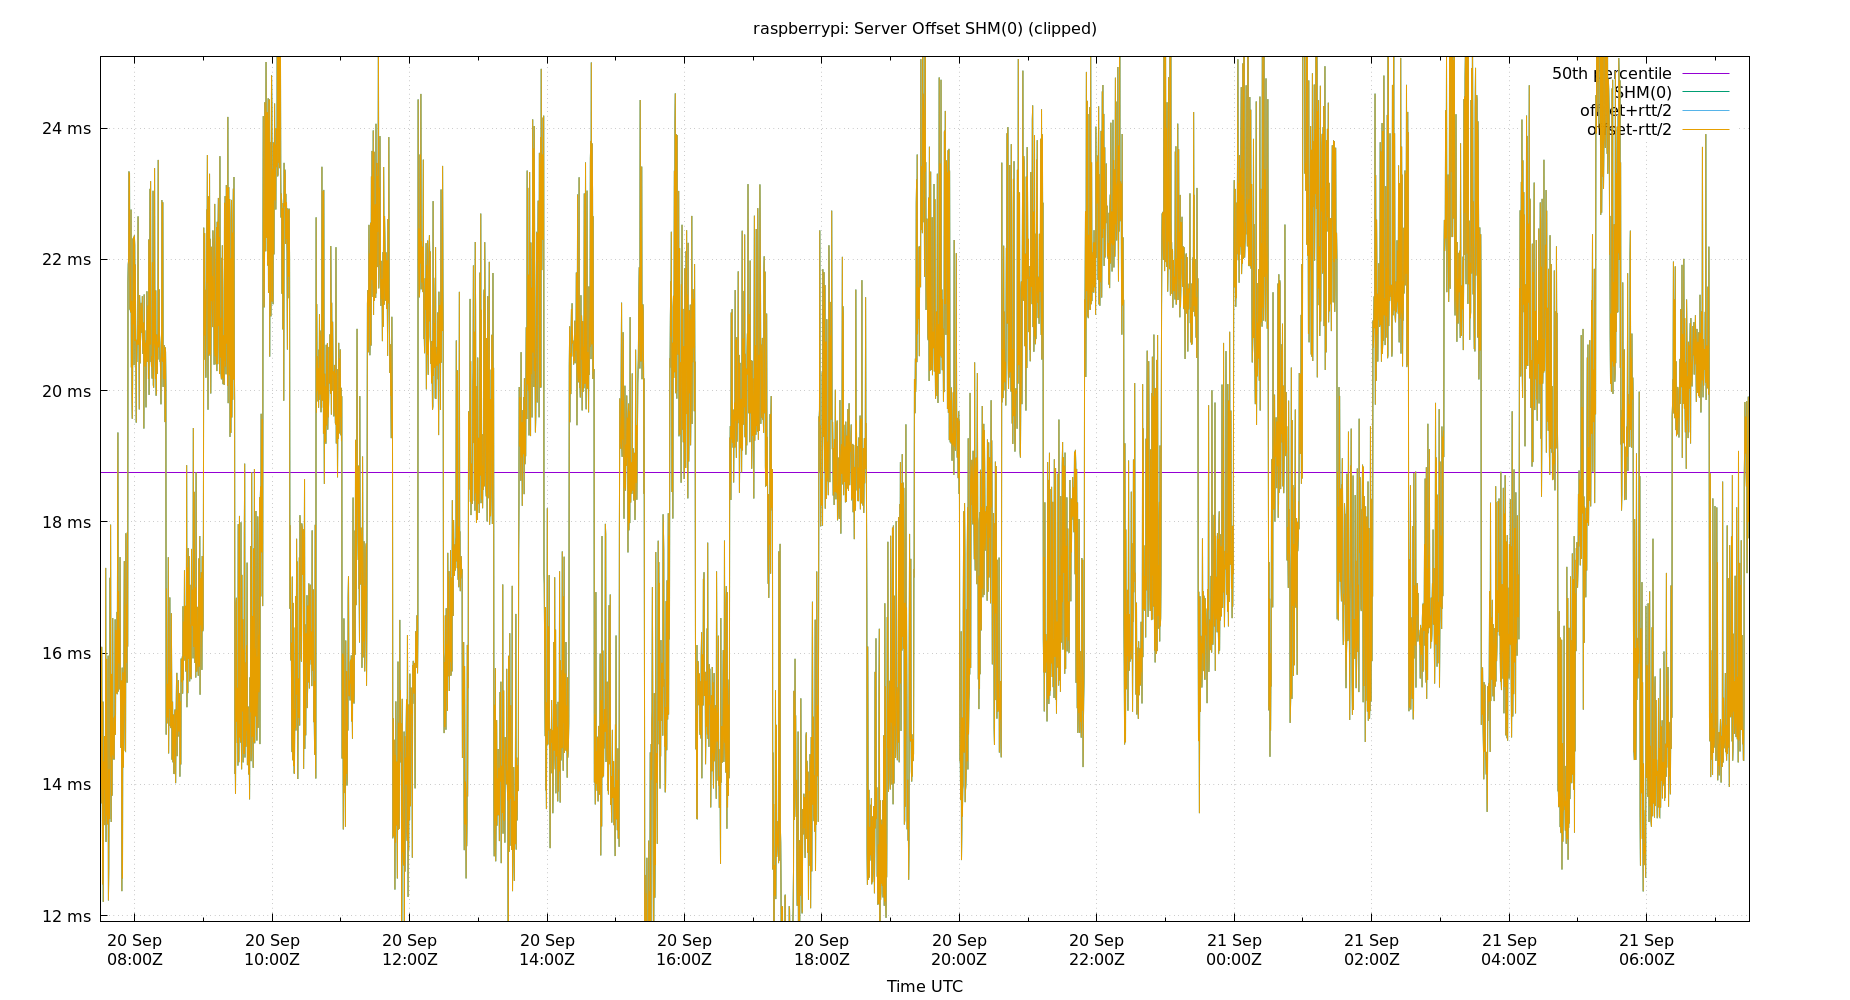 raspberrypi: Server Offset SHM(0) (clipped)
50th percentile
SHM(0)
offset+rtt/2
offset-rtt/2
24 ms
22 ms
20 ms
18 ms
16 ms
14 ms
12 ms
20 Sep 20 Sep 20 Sep 20 Sep 20 Sep 20 Sep 20 Sep 20 Sep 21 Sep 21 Sep 21 Sep 21 Sep
08:00Z 10:00Z 12:00Z 14:00Z 16:00Z 18:00Z 20:00Z 22:00Z 00:00Z 02:00Z 04:00Z 06:00Z
Time UTC